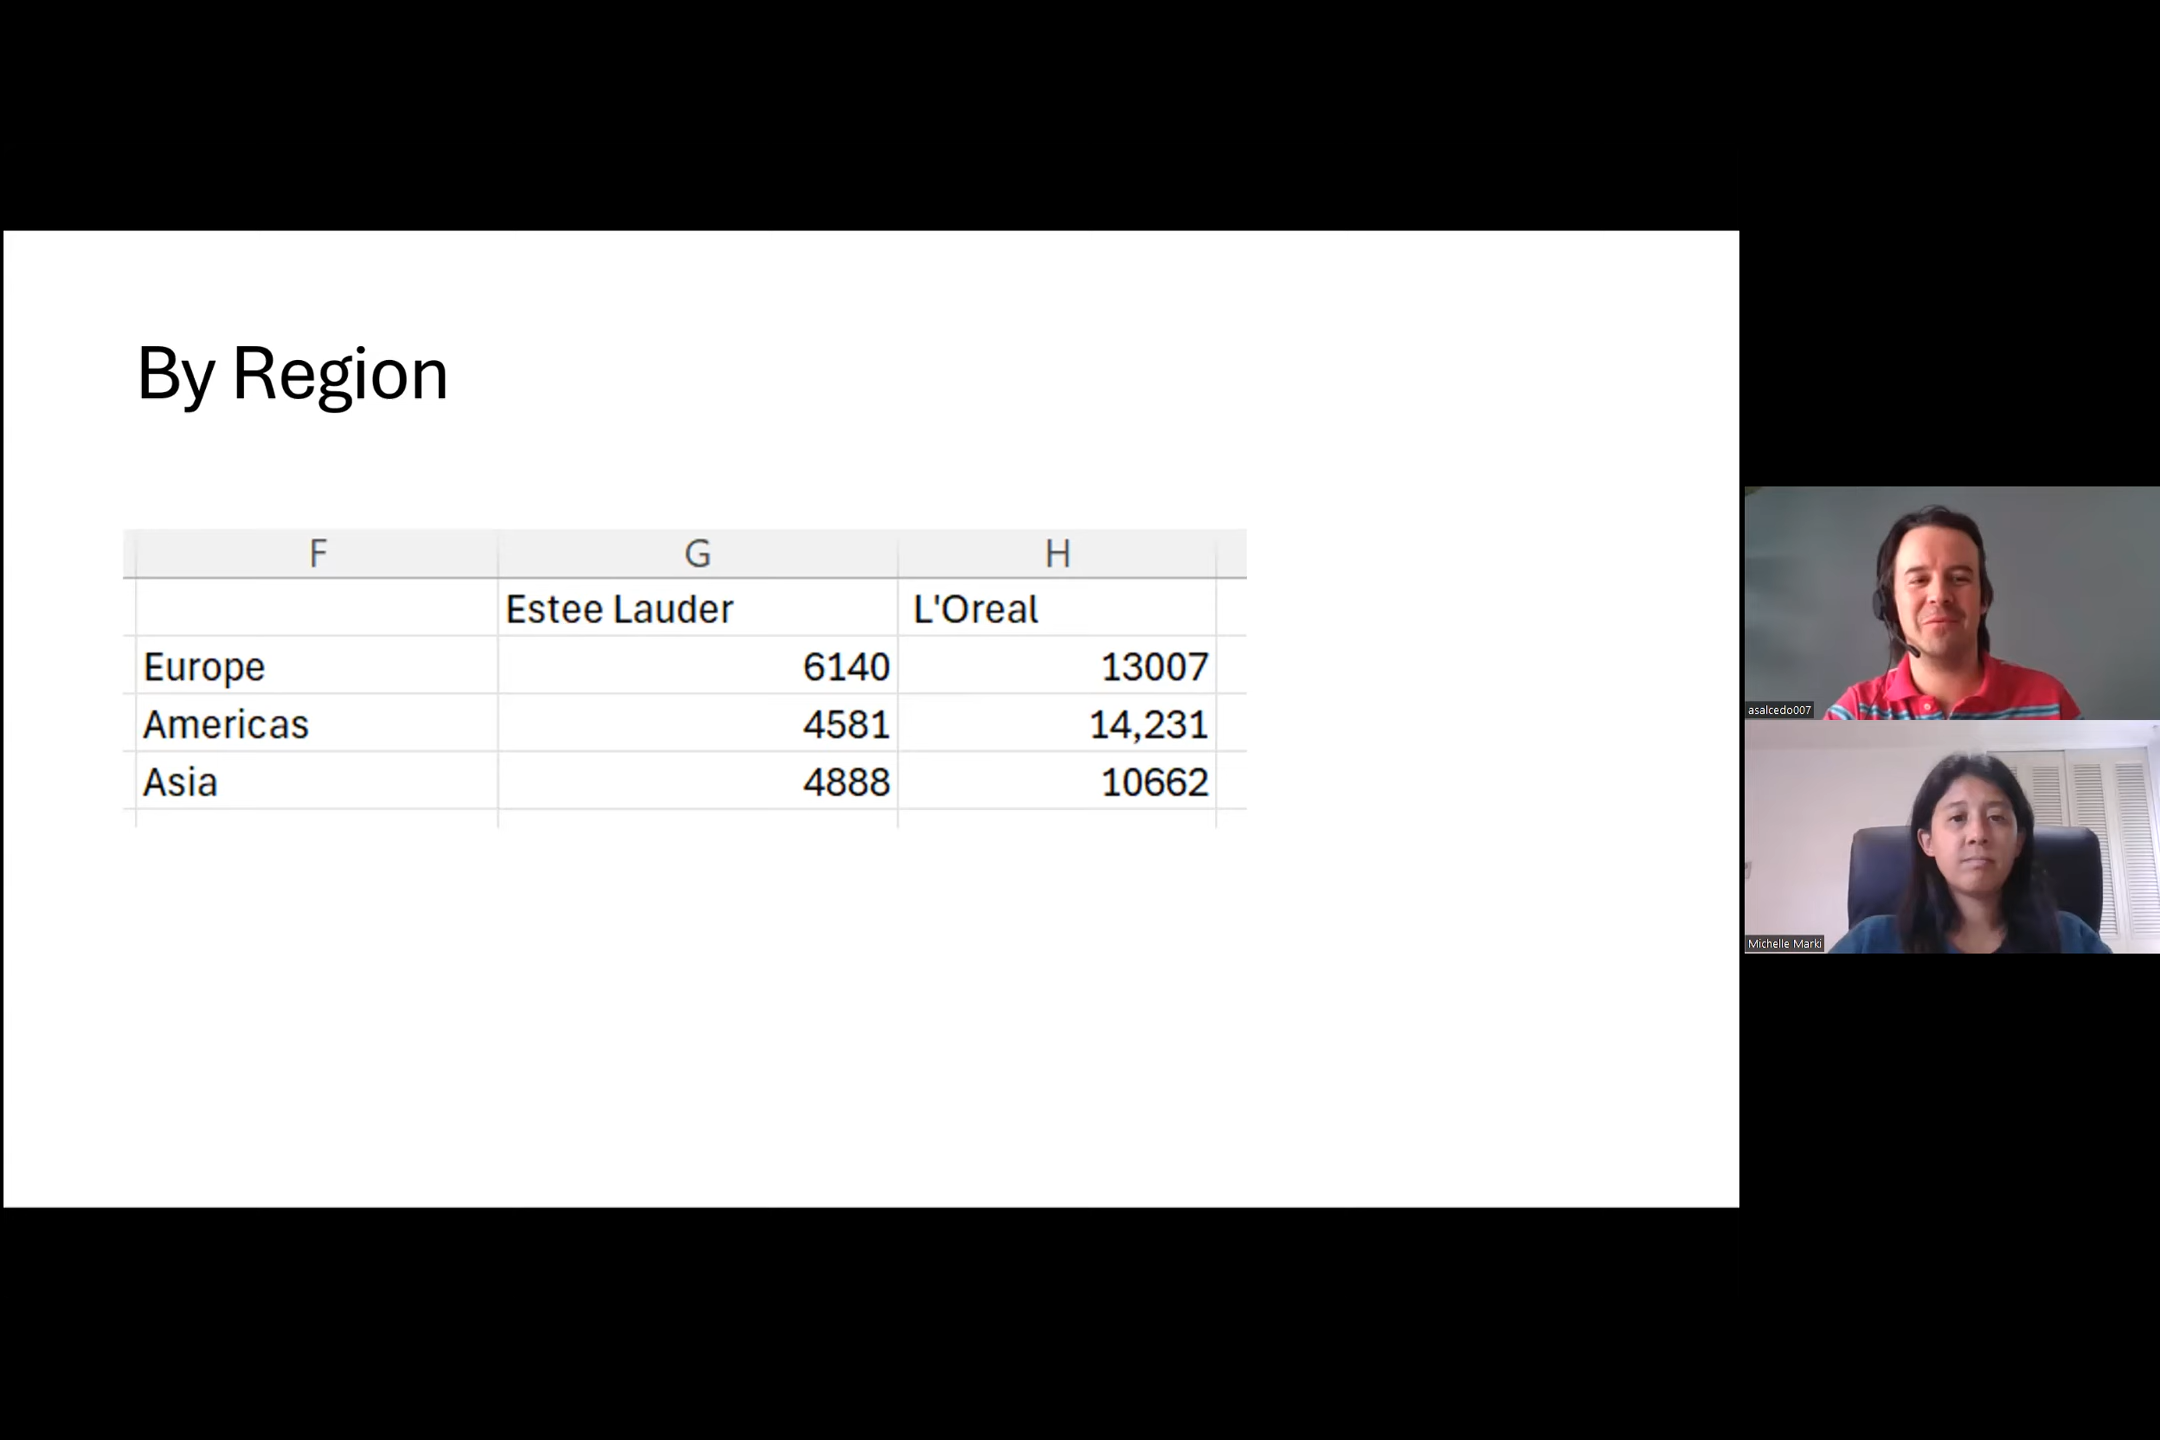 By Region
F G H
Estee Lauder L'Oreal
Europe 6140 13007
Americas 4581 14,231
Asia 4888 10662
asalcedo007
Michelle Marki